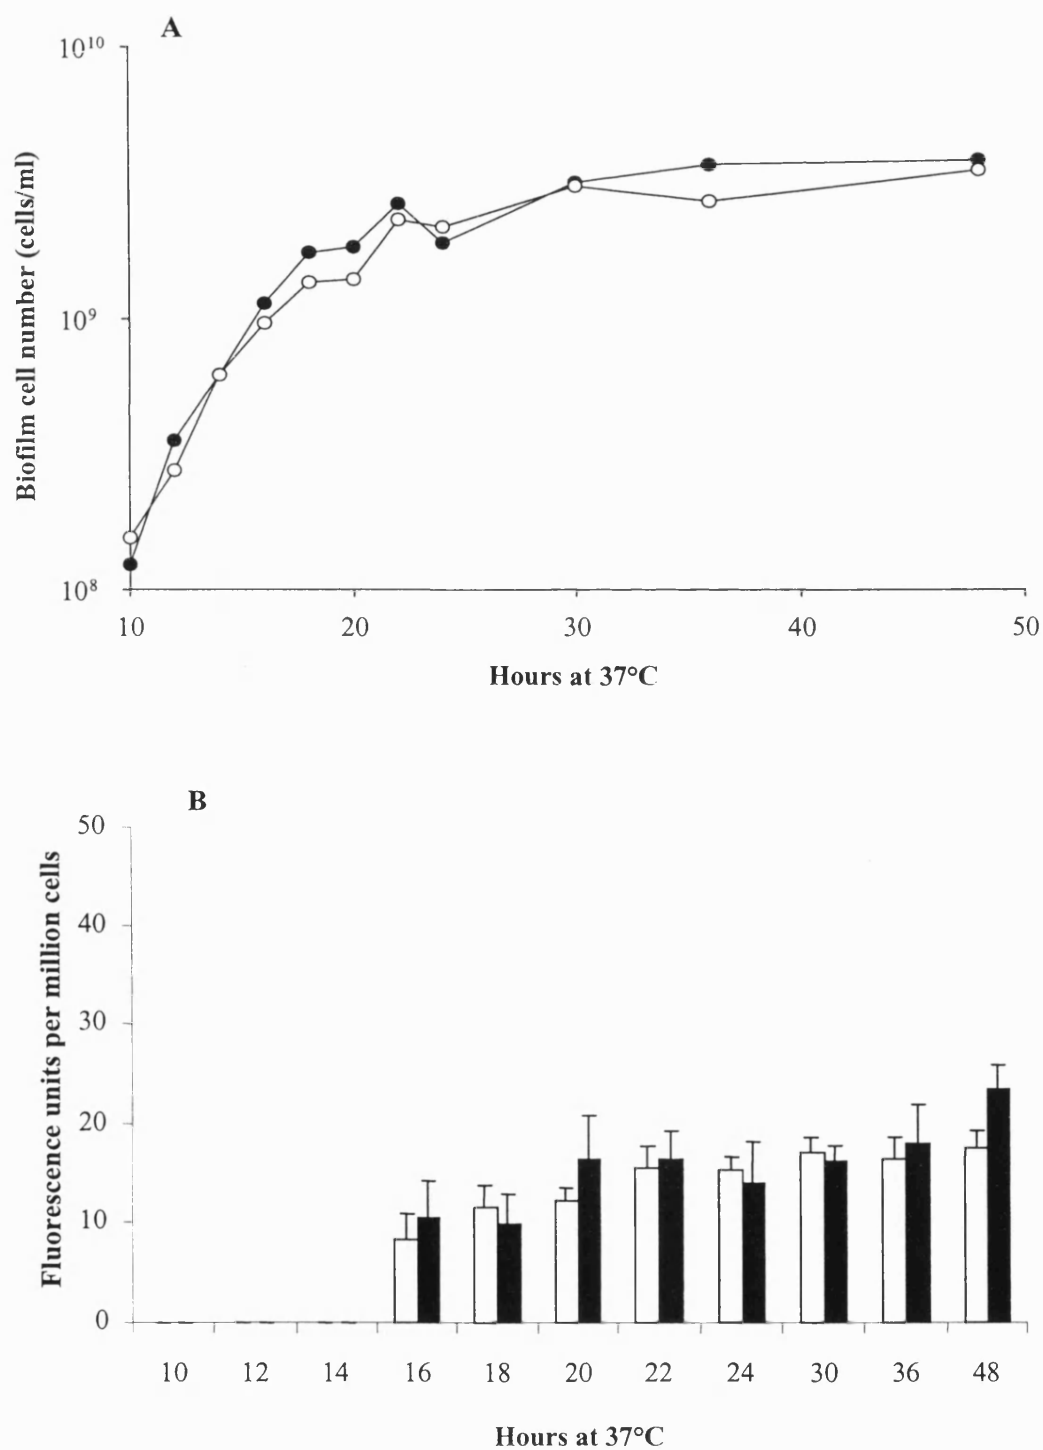 A
10¹⁰
10⁹
10⁸
Biofilm cell number (cells/ml)
10 20 30 40 50
Hours at 37°C
B
50
40
30
20
10
0
Fluorescence units per million cells
10 12 14 16 18 20 22 24 30 36 48
Hours at 37°C